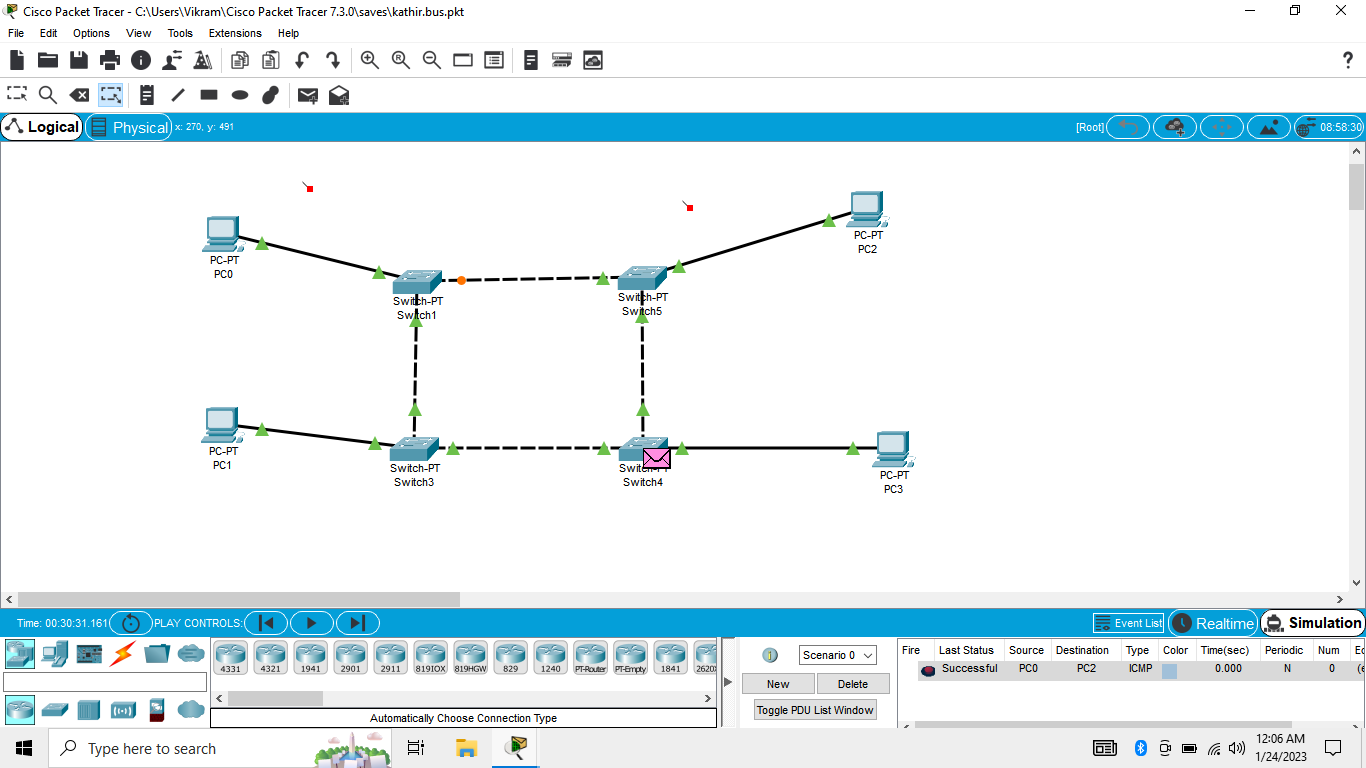 Cisco Packet Tracer - C:\Users\Vikram\Cisco Packet Tracer 7.3.0\saves\kathir.bus.pkt
File Edit Options View Tools Extensions Help
?
Logical Physical x: 270, y: 491 [Root] 08:58:30
PC-PT
PC0
PC-PT
PC2
Switch-PT
Switch1
Switch-PT
Switch5
PC-PT
PC1
Switch-PT
Switch3
Switch-PT
Switch4
PC-PT
PC3
Time: 00:30:31.161 PLAY CONTROLS: Event List Realtime Simulation
4331 4321 1941 2901 2911 819IOX 819HGW 829 1240 PT-Router PT-Empty 1841 2620X
Automatically Choose Connection Type
Scenario 0
New Delete
Toggle PDU List Window
Fire Last Status Source Destination Type Color Time(sec) Periodic Num Ec
Successful PC0 PC2 ICMP 0.000 N 0 (e
Type here to search
12:06 AM
1/24/2023